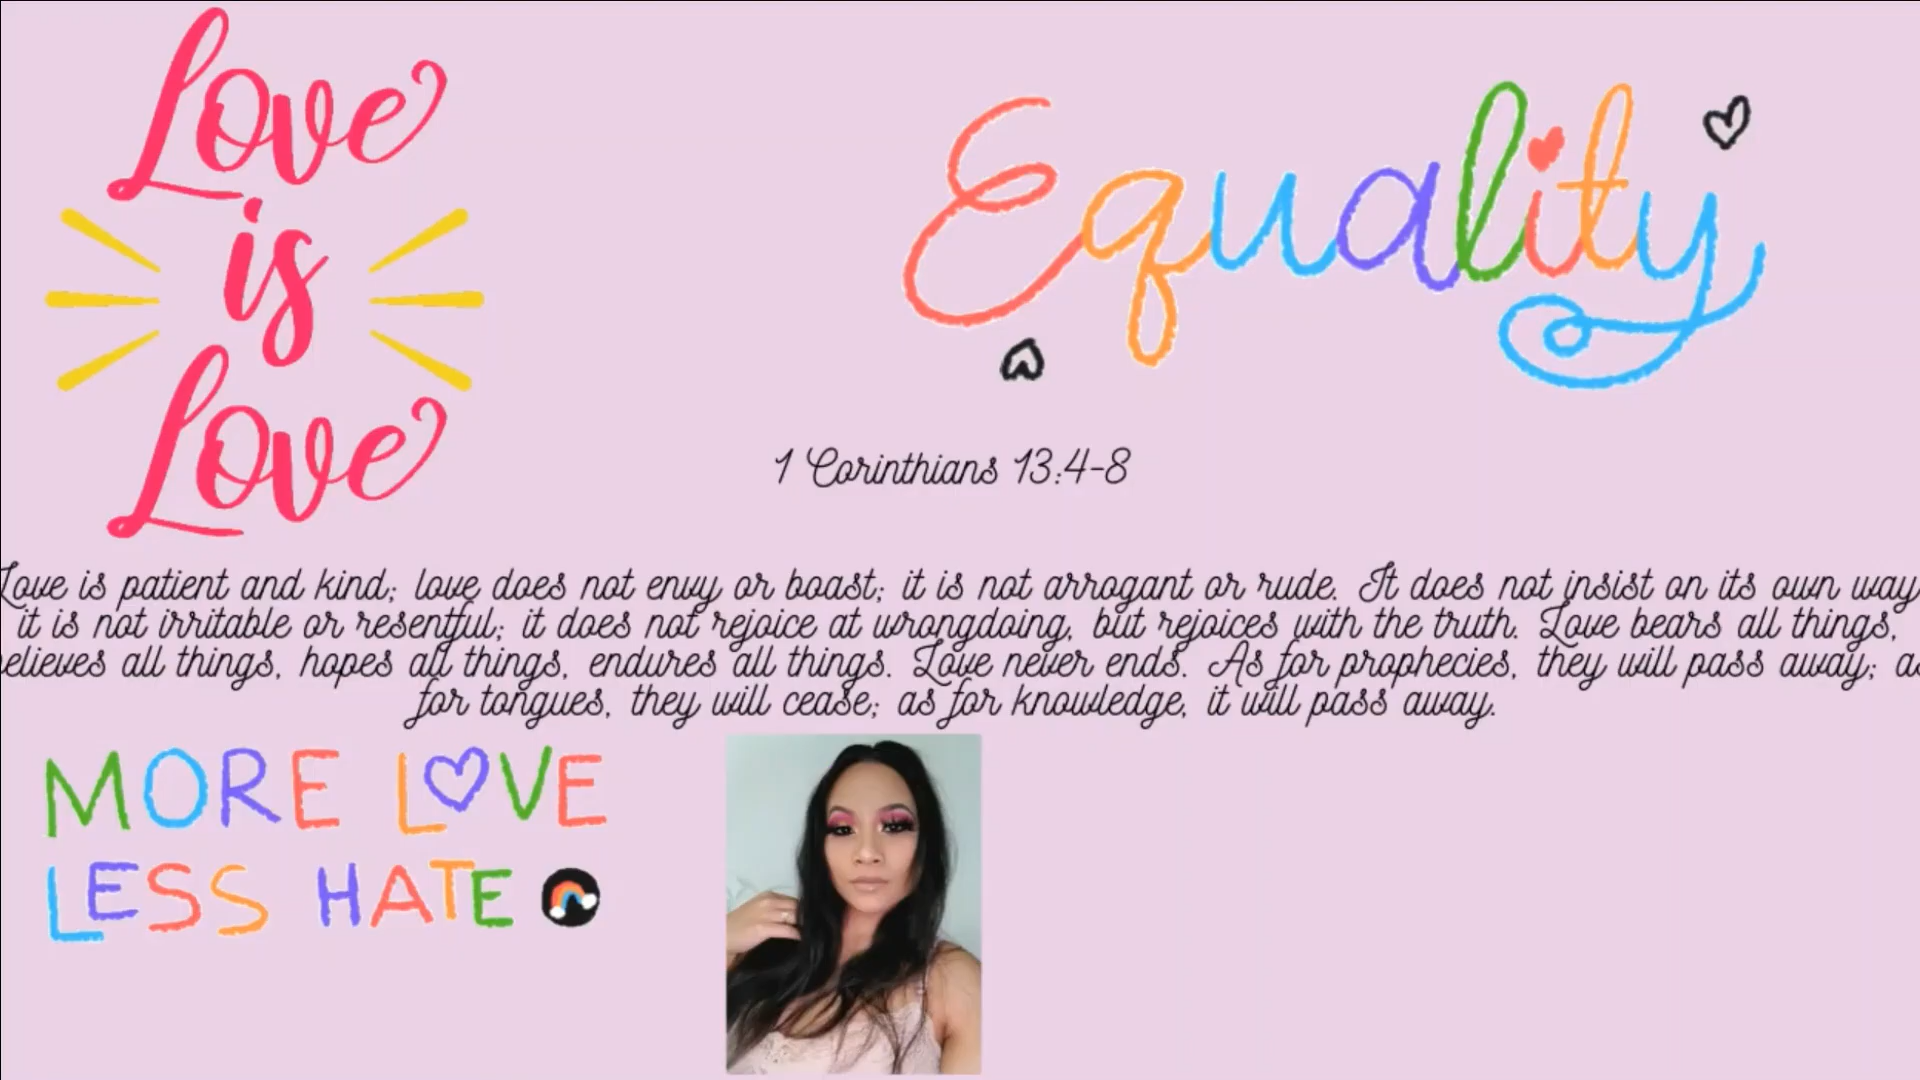 Love
is
Love
Equality
1 Corinthians 13:4-8
Love is patient and kind; love does not envy or boast; it is not arrogant or rude. It does not insist on its own way
it is not irritable or resentful; it does not rejoice at wrongdoing, but rejoices with the truth. Love bears all things,
elieves all things, hopes all things, endures all things. Love never ends. As for prophecies, they will pass away; as
for tongues, they will cease; as for knowledge, it will pass away.
MORE LOVE
LESS HATE